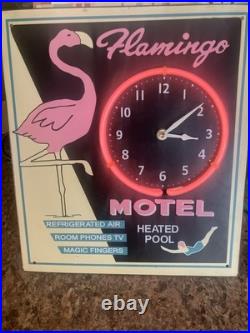 Flamingo
12
1
2
3
4
5
6
7
8
9
10
11
MOTEL
REFRIGERATED AIR
ROOM PHONES TV
MAGIC FINGERS
HEATED
POOL